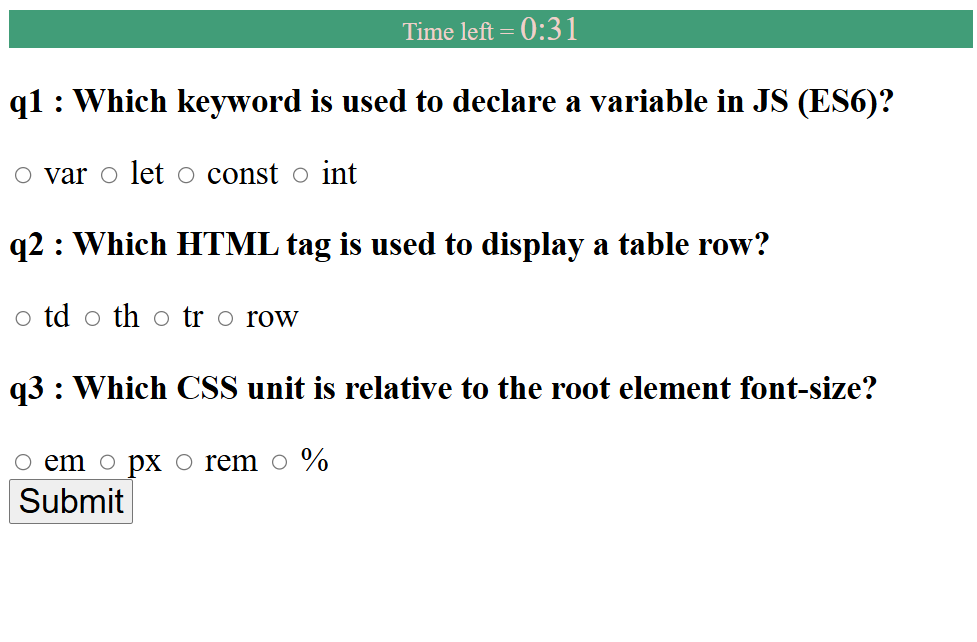 Time left = 0:31
q1 : Which keyword is used to declare a variable in JS (ES6)?
var let const int
q2 : Which HTML tag is used to display a table row?
td th tr row
q3 : Which CSS unit is relative to the root element font-size?
em px rem %
Submit